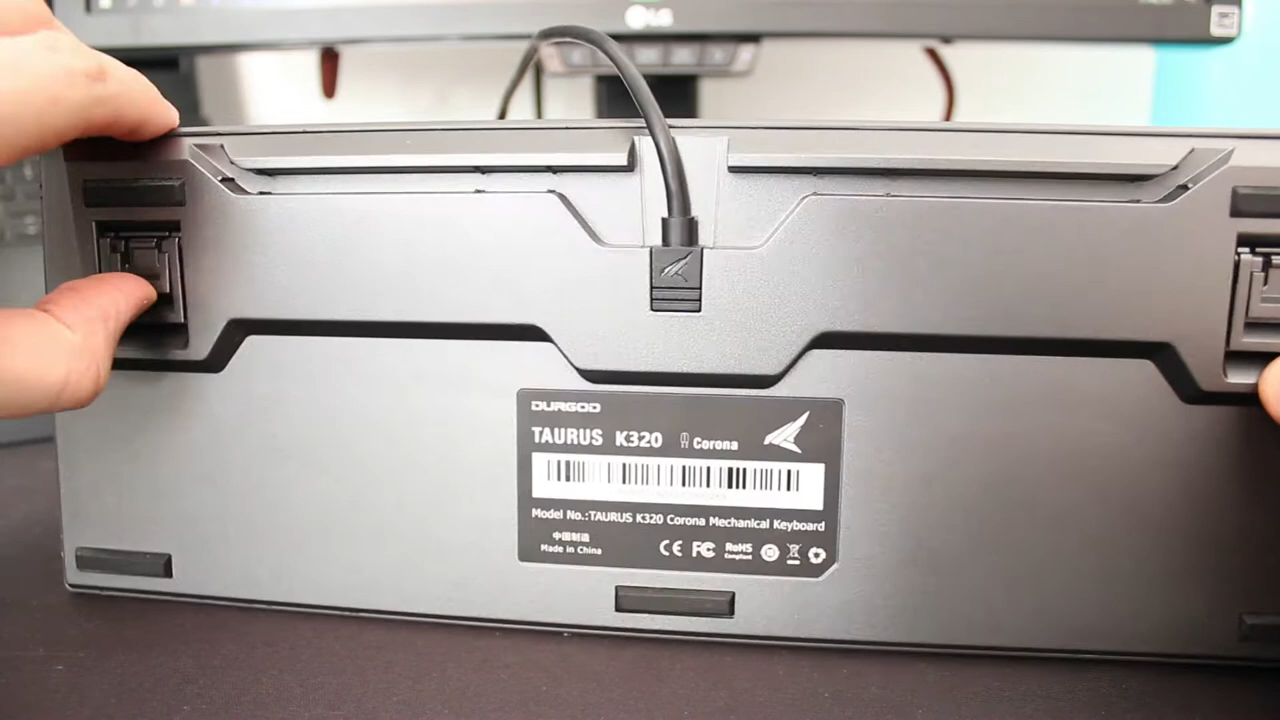 LG
DURGOD
TAURUS K320 Corona
Model No.:TAURUS K320 Corona Mechanical Keyboard
中国制造
Made in China
CE FC RoHS
Compliant